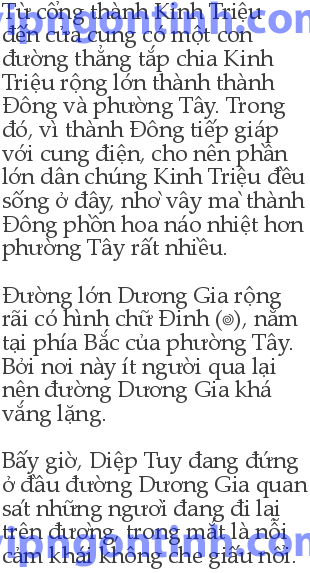 Từ cổng thành Kinh Triệu
đến cửa cung có một con
đường thẳng tắp chia Kinh
Triệu rộng lớn thành thành
Đông và phường Tây. Trong
đó, vì thành Đông tiếp giáp
với cung điện, cho nên phần
lớn dân chúng Kinh Triệu đều
sống ở đây, nhờ vậy mà thành
Đông phồn hoa náo nhiệt hơn
phường Tây rất nhiều.
Đường lớn Dương Gia rộng
rãi có hình chữ Đinh (), nằm
tại phía Bắc của phường Tây.
Bởi nơi này ít người qua lại
nên đường Dương Gia khá
vắng lặng.
Bấy giờ, Diệp Tuy đang đứng
ở đầu đường Dương Gia quan
sát những người đang đi lại
trên đường, trong mắt là nỗi
cảm khái không che giấu nổi.
vipngontinh.com
vipngontinh.com